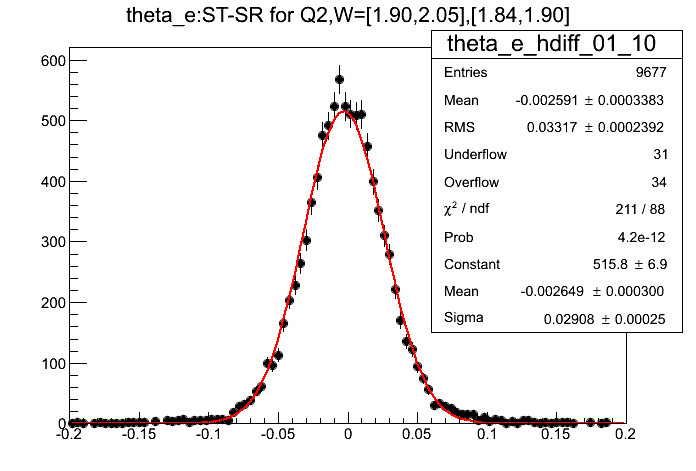 theta_e:ST-SR for Q2,W=[1.90,2.05],[1.84,1.90]
theta_e_hdiff_01_10
Entries 9677
Mean -0.002591 ± 0.0003383
RMS 0.03317 ± 0.0002392
Underflow 31
Overflow 34
χ² / ndf 211 / 88
Prob 4.2e-12
Constant 515.8 ± 6.9
Mean -0.002649 ± 0.000300
Sigma 0.02908 ± 0.00025
600
500
400
300
200
100
0
-0.2 -0.15 -0.1 -0.05 0 0.05 0.1 0.15 0.2